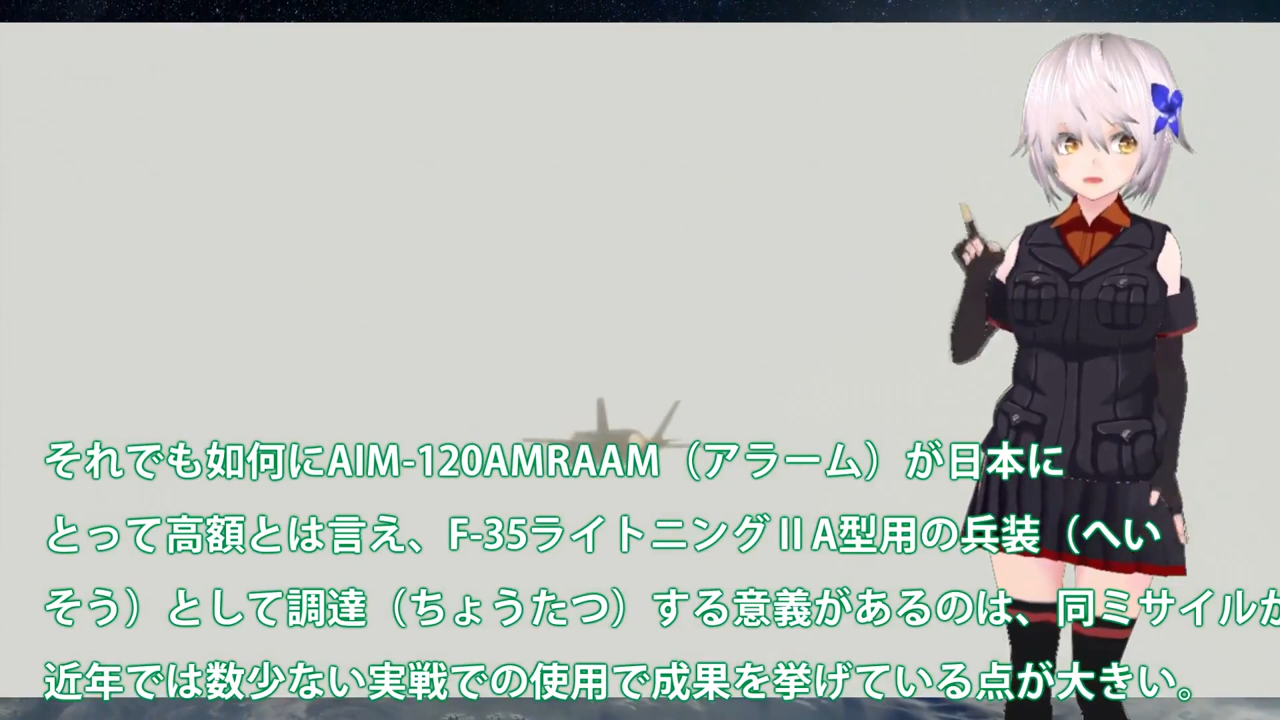 それでも如何にAIM-120AMRAAM（アラーム）が日本に
とって高額とは言え、F-35ライトニングⅡA型用の兵装（へい
そう）として調達（ちょうたつ）する意義があるのは、同ミサイルが
近年では数少ない実戦での使用で成果を挙げている点が大きい。